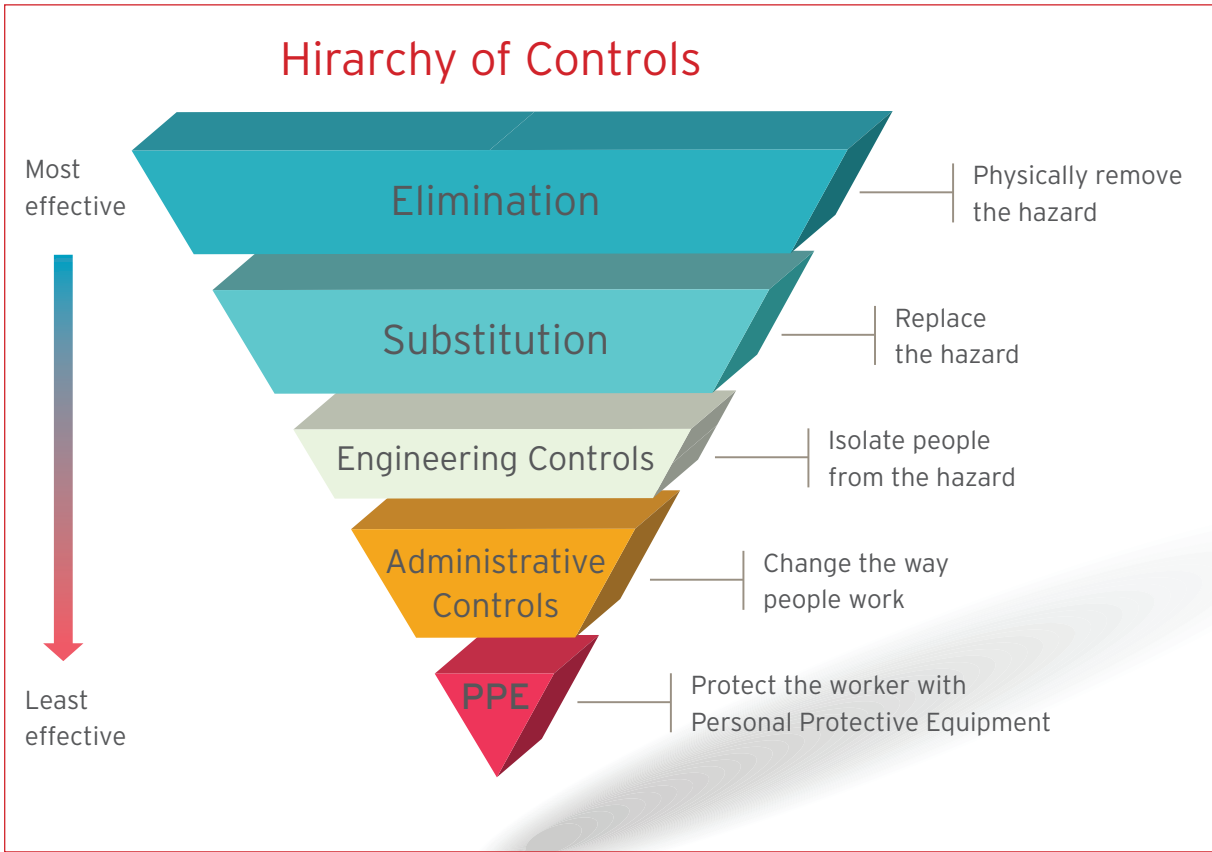 Hirarchy of Controls
Most
effective
Elimination
Physically remove
the hazard
Substitution
Replace
the hazard
Engineering Controls
Isolate people
from the hazard
Administrative
Controls
Change the way
people work
Least
effective
PPE
Protect the worker with
Personal Protective Equipment